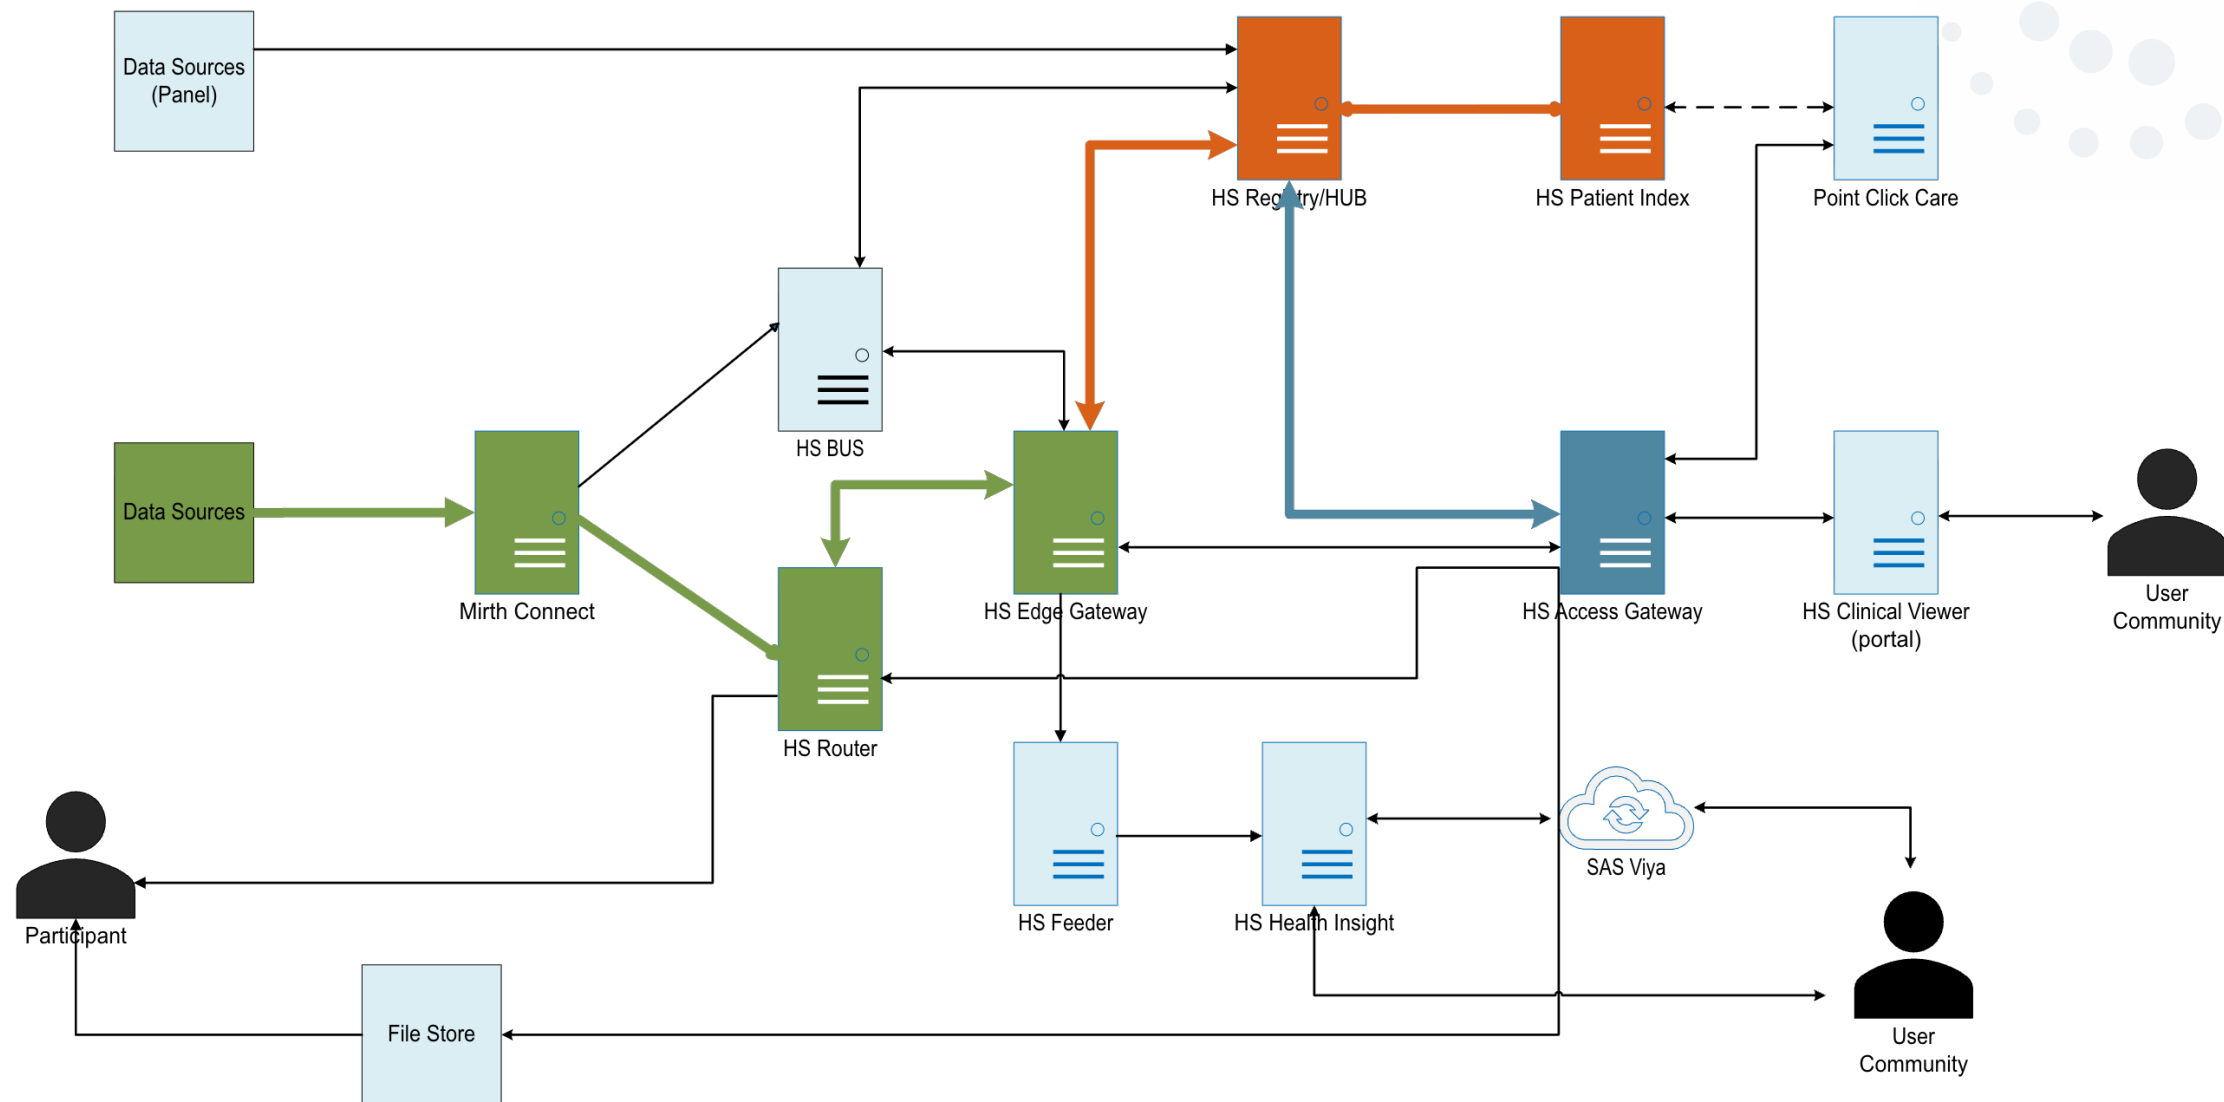 Data Sources
(Panel)
HS Registry/HUB
HS Patient Index
Point Click Care
HS BUS
Data Sources
Mirth Connect
HS Edge Gateway
HS Access Gateway
HS Clinical Viewer
(portal)
User
Community
HS Router
SAS Viya
Participant
HS Feeder
HS Health Insight
File Store
User
Community